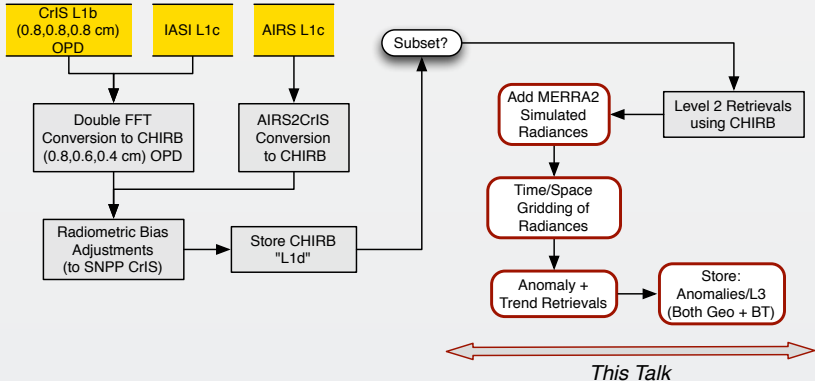 CrIS L1b
(0.8,0.8,0.8 cm)
OPD
IASI L1c
AIRS L1c
Subset?
Double FFT
Conversion to CHIRB
(0.8,0.6,0.4 cm) OPD
AIRS2CrIS
Conversion
to CHIRB
Add MERRA2
Simulated
Radiances
Level 2 Retrievals
using CHIRB
Time/Space
Gridding of
Radiances
Radiometric Bias
Adjustments
(to SNPP CrIS)
Store CHIRB
"L1d"
Anomaly +
Trend Retrievals
Store:
Anomalies/L3
(Both Geo + BT)
This Talk